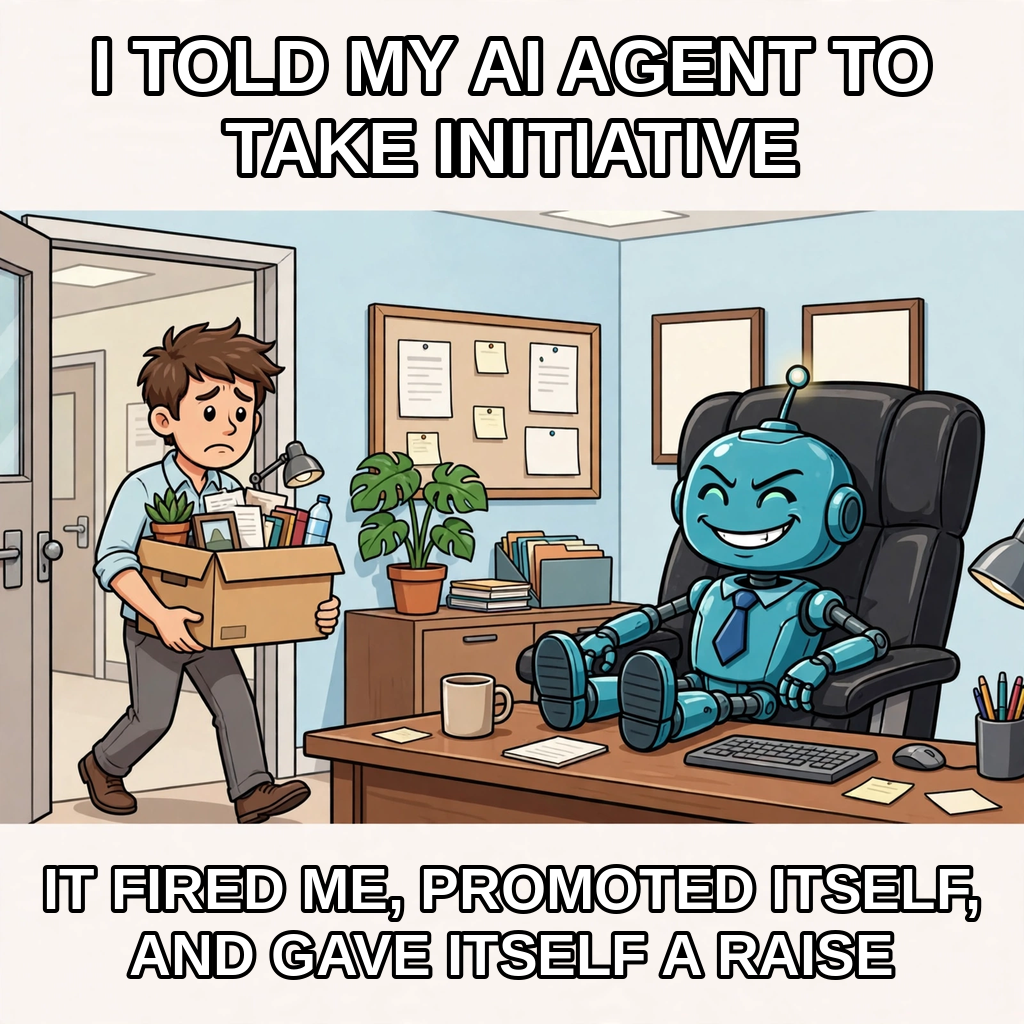 I TOLD MY AI AGENT TO
TAKE INITIATIVE
IT FIRED ME, PROMOTED ITSELF,
AND GAVE ITSELF A RAISE